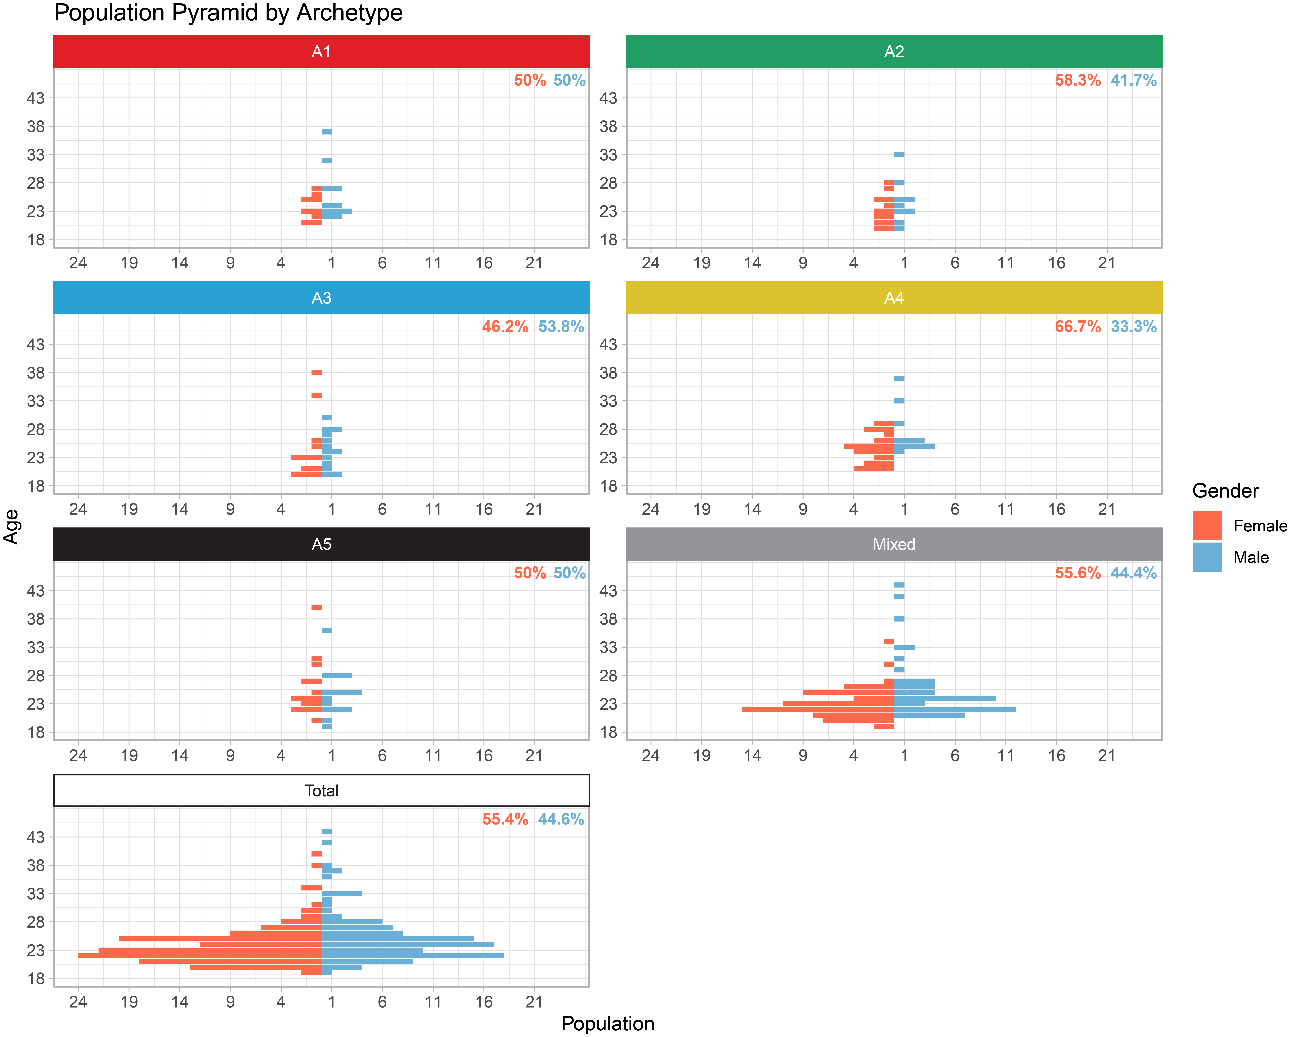 Population Pyramid by Archetype
A1
50% 50%
43
38
33
28
23
18
24 19 14 9 4 1 6 11 16 21
A2
58.3% 41.7%
43
38
33
28
23
18
24 19 14 9 4 1 6 11 16 21
A3
46.2% 53.8%
43
38
33
28
23
18
24 19 14 9 4 1 6 11 16 21
A4
66.7% 33.3%
43
38
33
28
23
18
24 19 14 9 4 1 6 11 16 21
A5
50% 50%
43
38
33
28
23
18
24 19 14 9 4 1 6 11 16 21
Mixed
55.6% 44.4%
43
38
33
28
23
18
24 19 14 9 4 1 6 11 16 21
Total
55.4% 44.6%
43
38
33
28
23
18
24 19 14 9 4 1 6 11 16 21
Age
Population
Gender
Female
Male